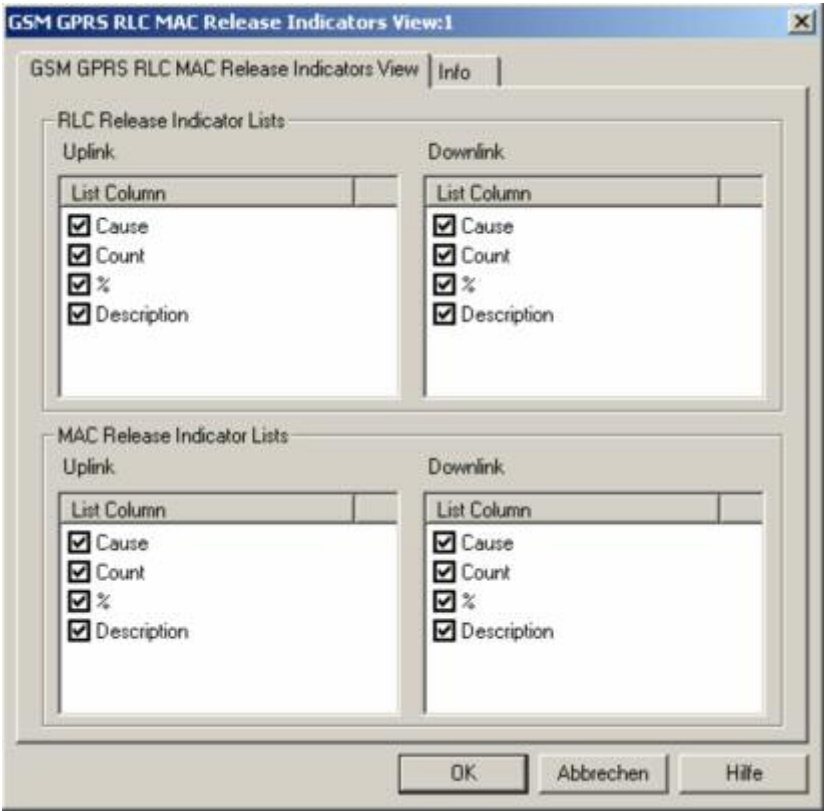 GSM GPRS RLC MAC Release Indicators View:1
GSM GPRS RLC MAC Release Indicators View Info
RLC Release Indicator Lists
Uplink Downlink
List Column List Column
Cause Cause
Count Count
% %
Description Description
MAC Release Indicator Lists
Uplink Downlink
List Column List Column
Cause Cause
Count Count
% %
Description Description
OK Abbrechen Hilfe